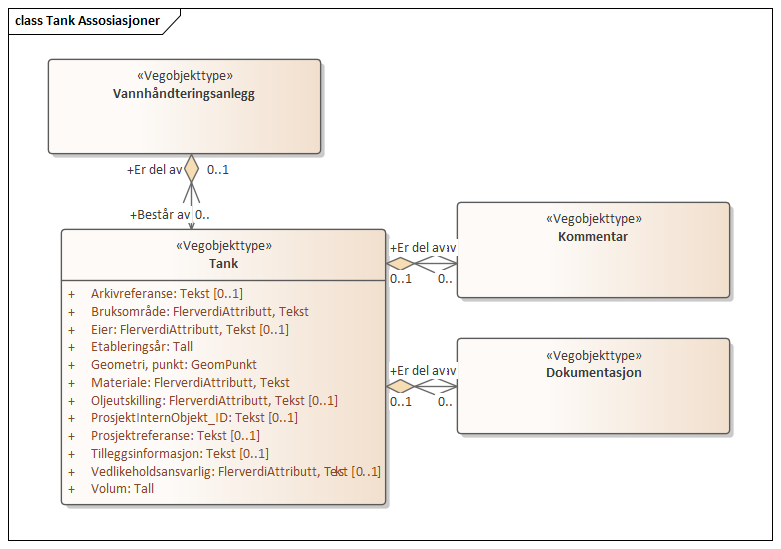 class Tank Assosiasjoner
«Vegobjekttype»
Vannhåndteringsanlegg
+Er del av 0..1
+Består av 0..
«Vegobjekttype»
Tank
+ Arkivreferanse: Tekst [0..1]
+ Bruksområde: FlerverdiAttributt, Tekst
+ Eier: FlerverdiAttributt, Tekst [0..1]
+ Etableringsår: Tall
+ Geometri, punkt: GeomPunkt
+ Materiale: FlerverdiAttributt, Tekst
+ Oljeutskilling: FlerverdiAttributt, Tekst [0..1]
+ ProsjektInternObjekt_ID: Tekst [0..1]
+ Prosjektreferanse: Tekst [0..1]
+ Tilleggsinformasjon: Tekst [0..1]
+ Vedlikeholdsansvarlig: FlerverdiAttributt, Tekst [0..1]
+ Volum: Tall
+Er del av
0..1 0..
«Vegobjekttype»
Kommentar
+Er del av
0..1 0..
«Vegobjekttype»
Dokumentasjon